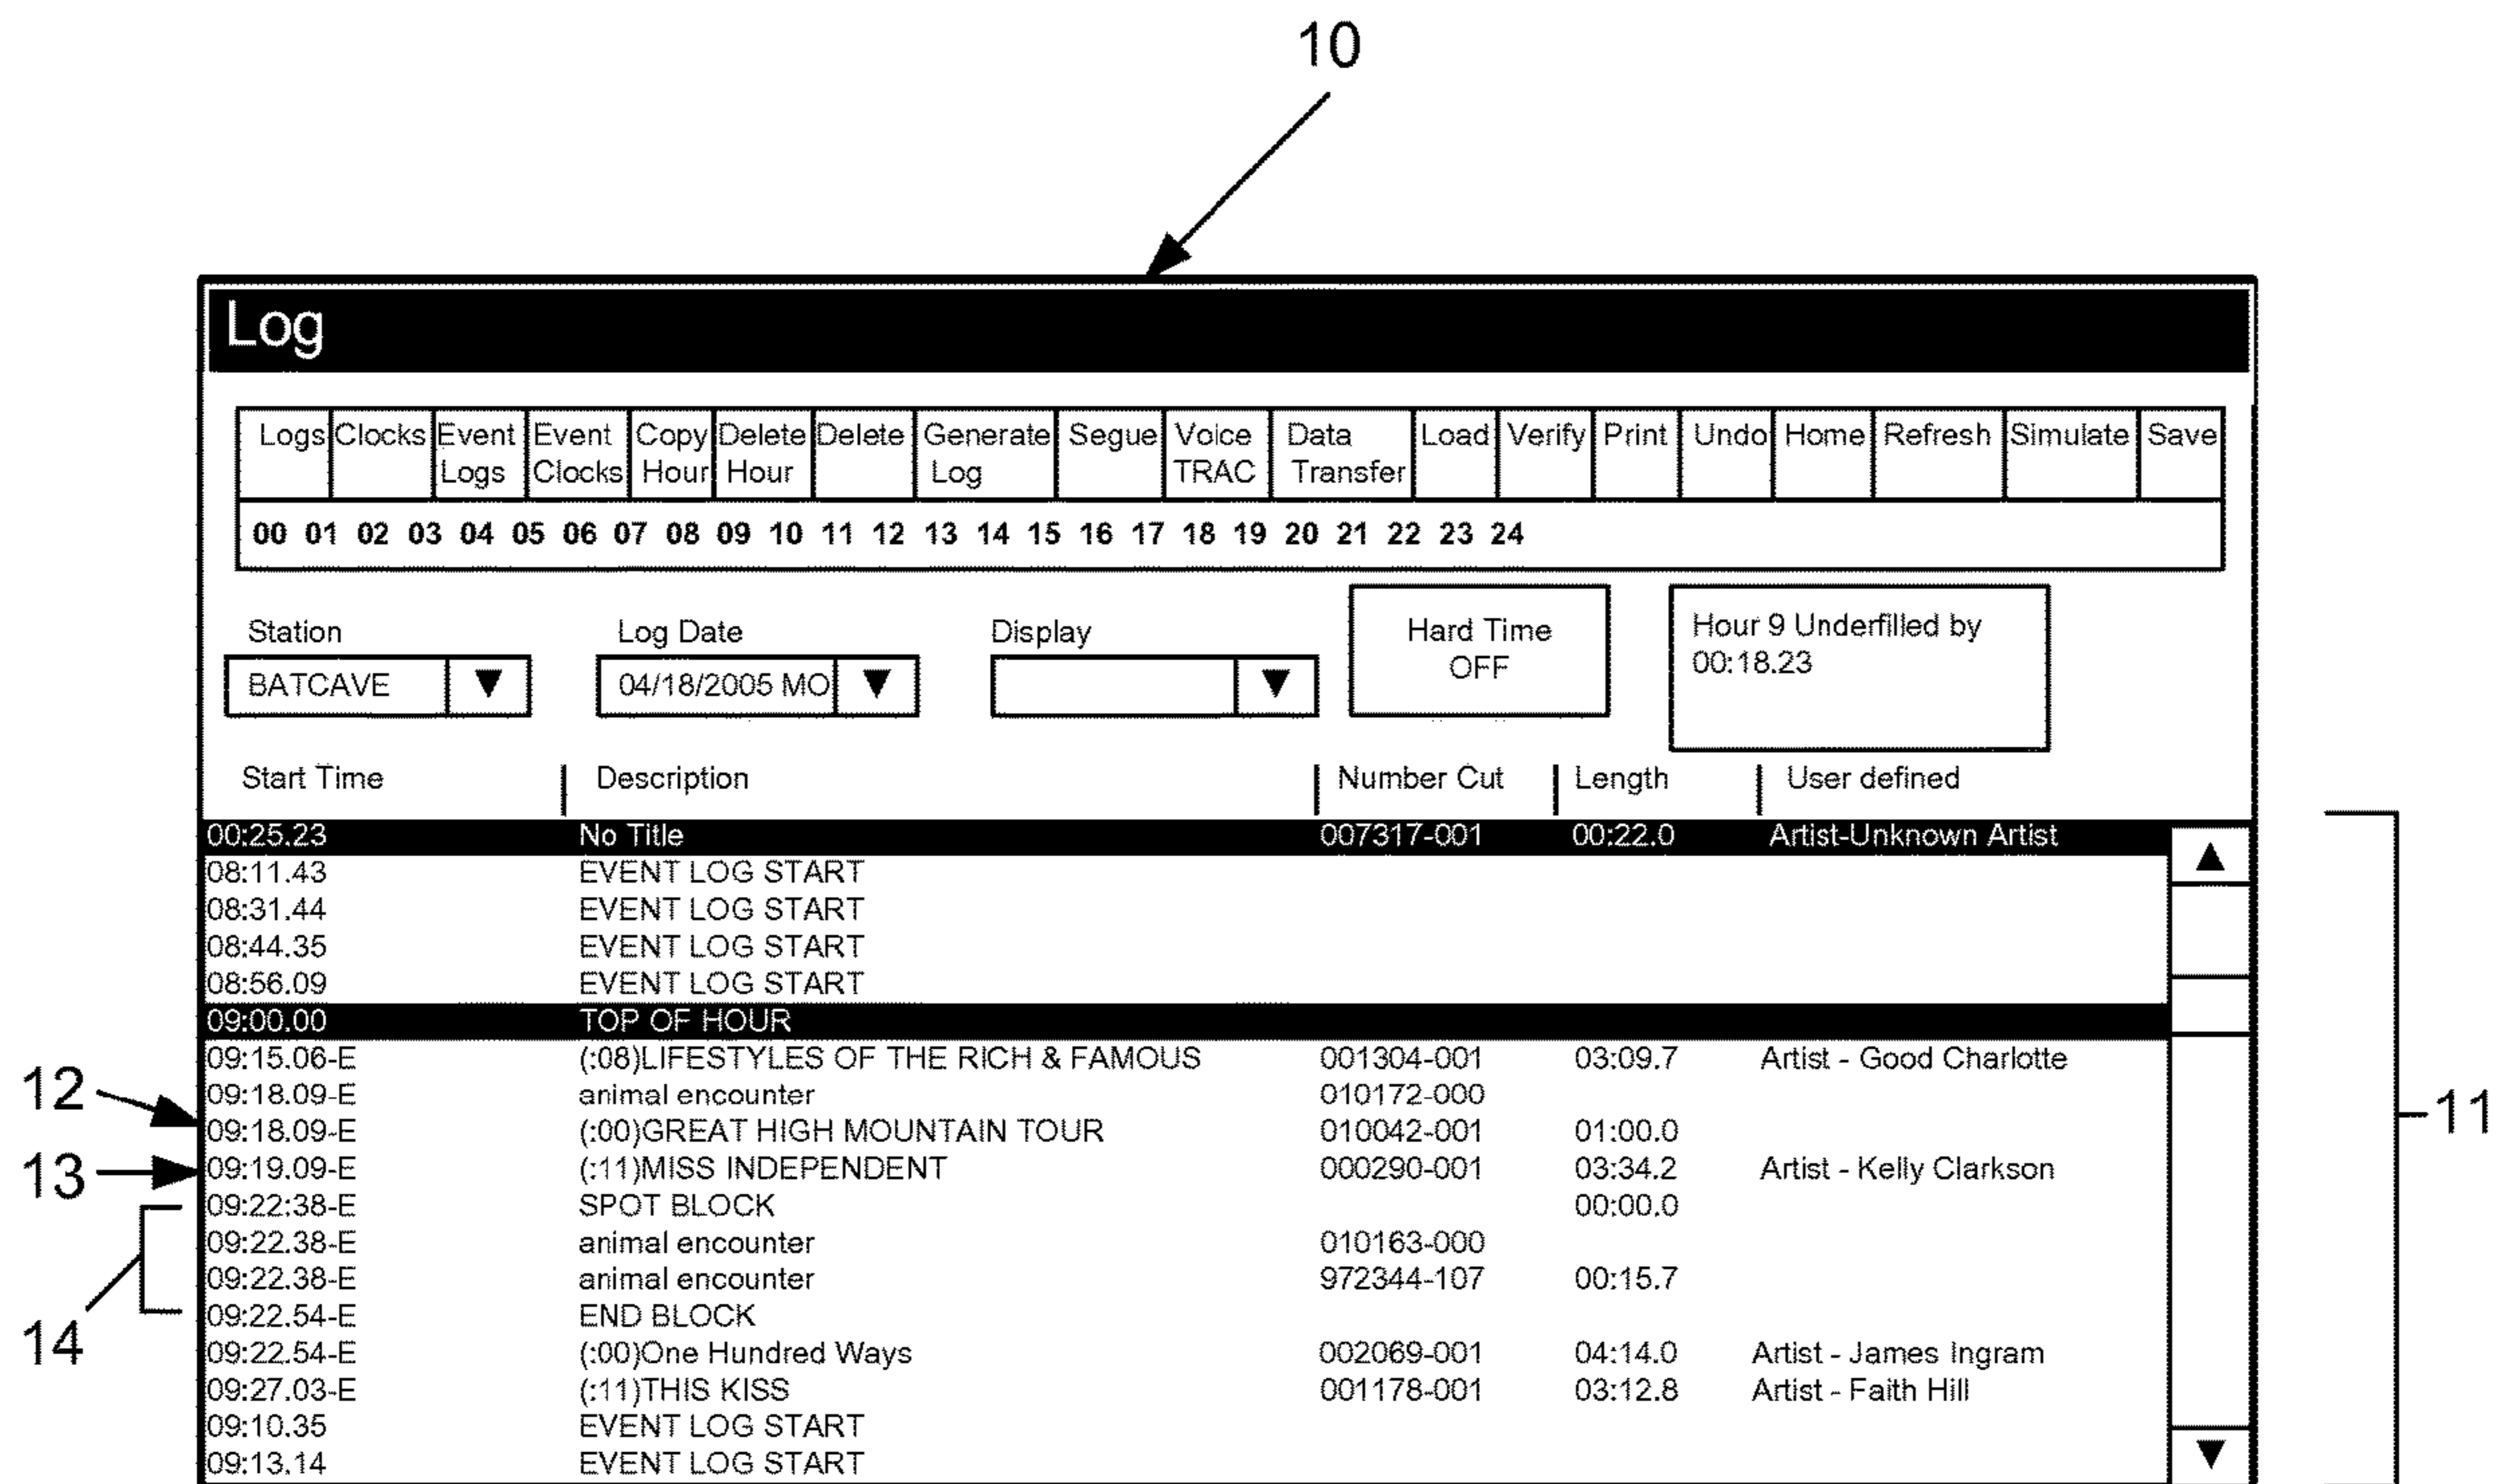 10
Log
Logs Clocks Event Logs Event Clocks Copy Hour Delete Hour Delete Generate Log Segue Voice TRAC Data Transfer Load Verify Print Undo Home Refresh Simulate Save
00 01 02 03 04 05 06 07 08 09 10 11 12 13 14 15 16 17 18 19 20 21 22 23 24
Station Log Date Display Hard Time OFF Hour 9 Underfilled by 00:18.23
BATCAVE 04/18/2005 MO
Start Time Description Number Cut Length User defined
00:25.23 No Title 007317-001 00:22.0 Artist-Unknown Artist
08:11.43 EVENT LOG START
08:31.44 EVENT LOG START
08:44.35 EVENT LOG START
08:56.09 EVENT LOG START
09:00.00 TOP OF HOUR
09:15.06-E (:08)LIFESTYLES OF THE RICH & FAMOUS 001304-001 03:09.7 Artist - Good Charlotte
12 09:18.09-E animal encounter 010172-000
09:18.09-E (:00)GREAT HIGH MOUNTAIN TOUR 010042-001 01:00.0 11
13 09:19.09-E (:11)MISS INDEPENDENT 000290-001 03:34.2 Artist - Kelly Clarkson
09:22:38-E SPOT BLOCK 00:00.0
09:22.38-E animal encounter 010163-000
09:22.38-E animal encounter 972344-107 00:15.7
09:22.54-E END BLOCK
14 09:22.54-E (:00)One Hundred Ways 002069-001 04:14.0 Artist - James Ingram
09:27.03-E (:11)THIS KISS 001178-001 03:12.8 Artist - Faith Hill
09:10.35 EVENT LOG START
09:13.14 EVENT LOG START